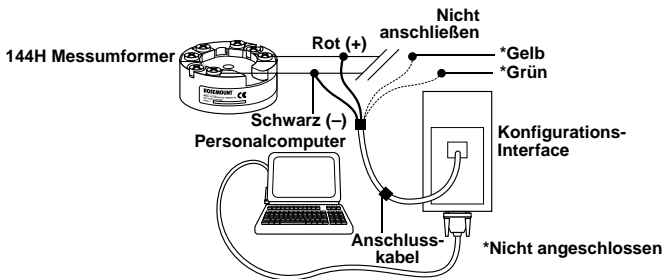 Nicht
anschließen
Rot (+)
144H Messumformer
*Gelb
*Grün
ROSEMOUNT
Schwarz (–)
Personalcomputer
Konfigurations-
Interface
Anschluss-
kabel
*Nicht angeschlossen